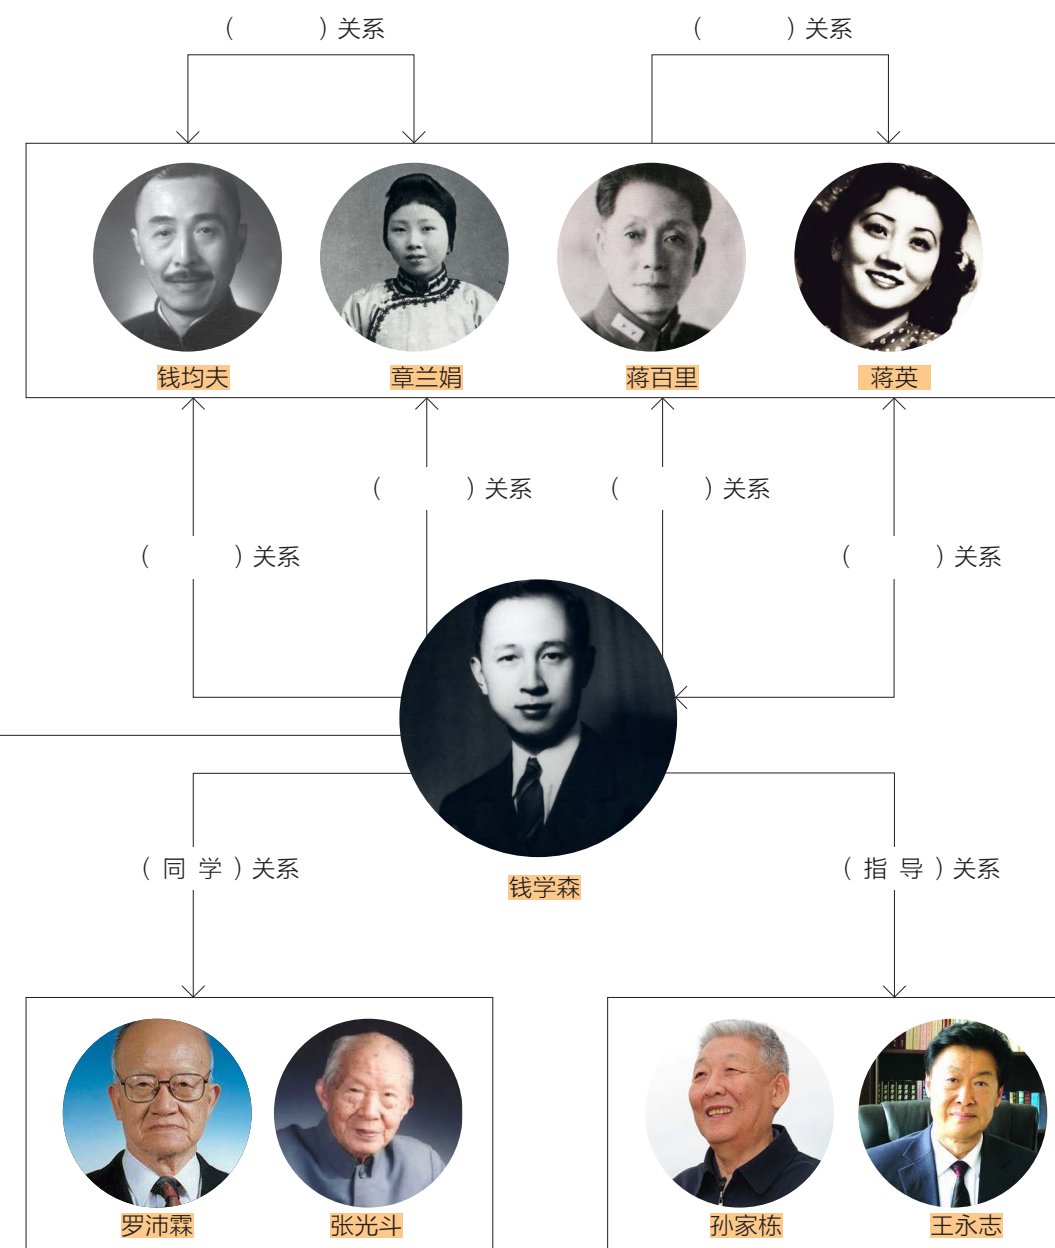 ( ) 关系
( ) 关系
钱均夫
章兰娟
蒋百里
蒋英
( ) 关系
( ) 关系
( ) 关系
( ) 关系
钱学森
( 同 学 ) 关系
( 指 导 ) 关系
罗沛霖
张光斗
孙家栋
王永志